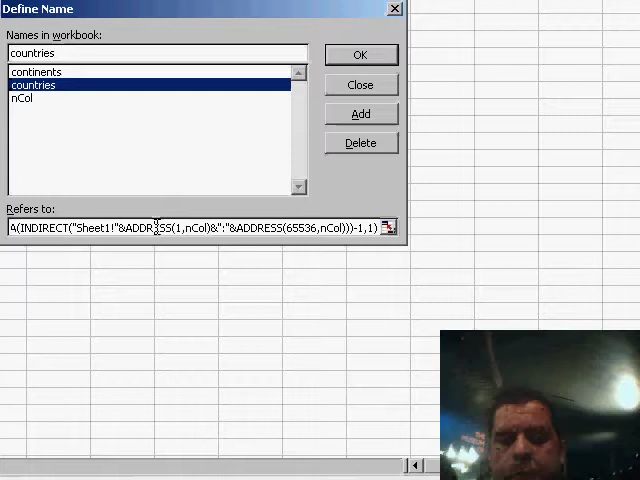 Define Name
Names in workbook:
countries
OK
continents
countries
Close
nCol
Add
Delete
Refers to:
A(INDIRECT("Sheet1!"&ADDRESS(1,nCol)&":"&ADDRESS(65536,nCol)))-1,1)